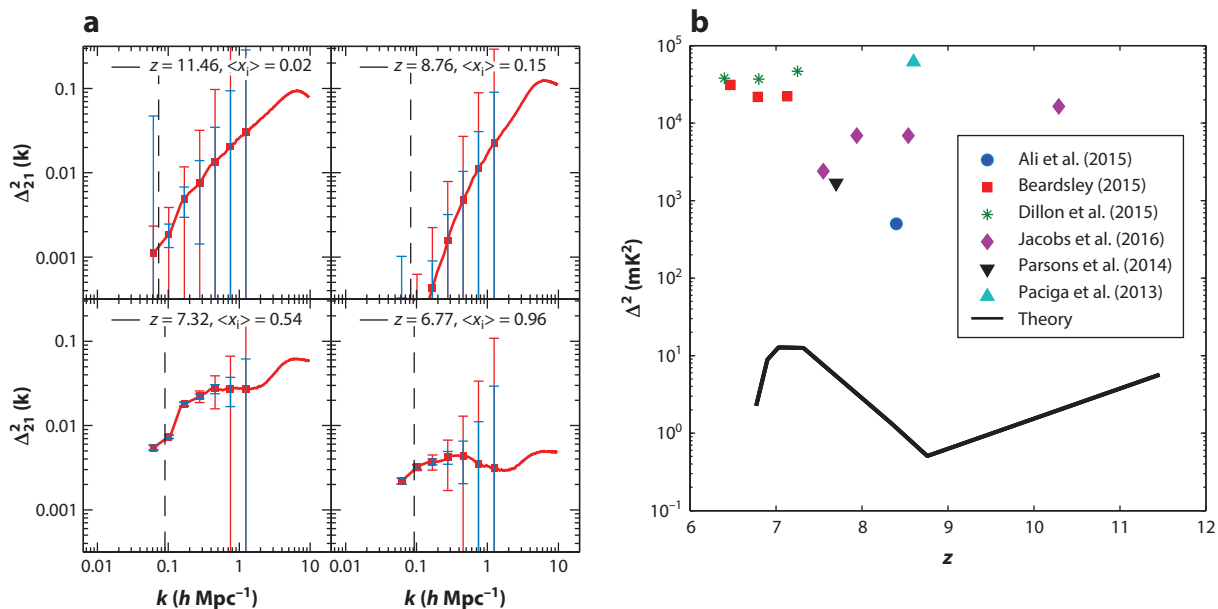 a
z = 11.46, <x_i> = 0.02
z = 8.76, <x_i> = 0.15
0.1
0.01
0.001
Δ²₂₁ (k)
z = 7.32, <x_i> = 0.54
z = 6.77, <x_i> = 0.96
0.1
0.01
0.001
Δ²₂₁ (k)
0.01 0.1 1 10
0.01 0.1 1 10
k (h Mpc⁻¹)
k (h Mpc⁻¹)
b
10⁵
10⁴
10³
10²
10¹
10⁰
10⁻¹
Δ² (mK²)
Ali et al. (2015)
Beardsley (2015)
Dillon et al. (2015)
Jacobs et al. (2016)
Parsons et al. (2014)
Paciga et al. (2013)
Theory
6 7 8 9 10 11 12
z